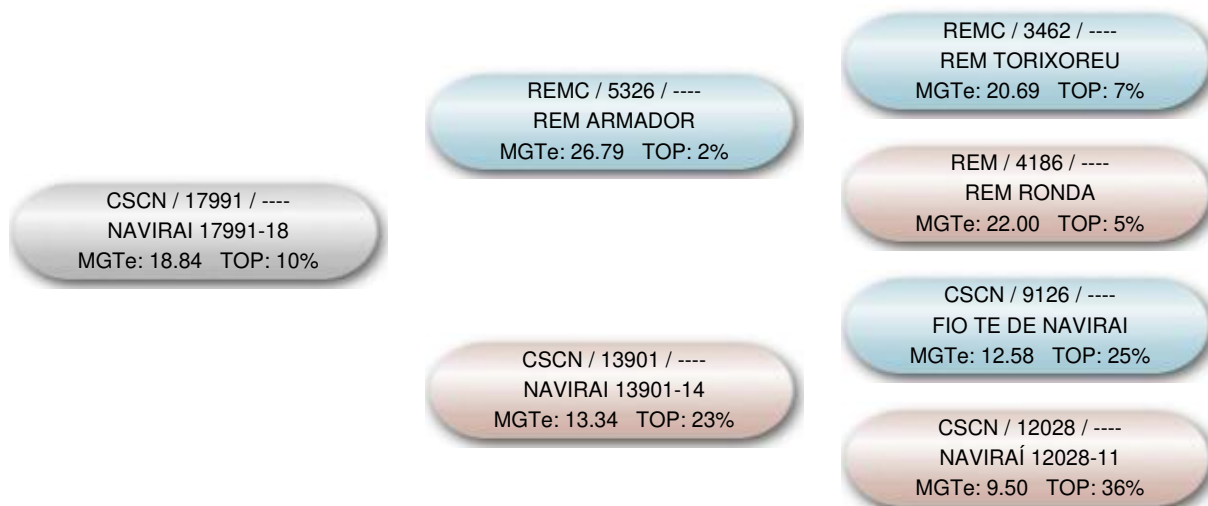 CSCN / 17991 / ----
NAVIRAI 17991-18
MGTe: 18.84 TOP: 10%
REMC / 5326 / ----
REM ARMADOR
MGTe: 26.79 TOP: 2%
CSCN / 13901 / ----
NAVIRAI 13901-14
MGTe: 13.34 TOP: 23%
REMC / 3462 / ----
REM TORIXOREU
MGTe: 20.69 TOP: 7%
REM / 4186 / ----
REM RONDA
MGTe: 22.00 TOP: 5%
CSCN / 9126 / ----
FIO TE DE NAVIRAI
MGTe: 12.58 TOP: 25%
CSCN / 12028 / ----
NAVIRAÍ 12028-11
MGTe: 9.50 TOP: 36%